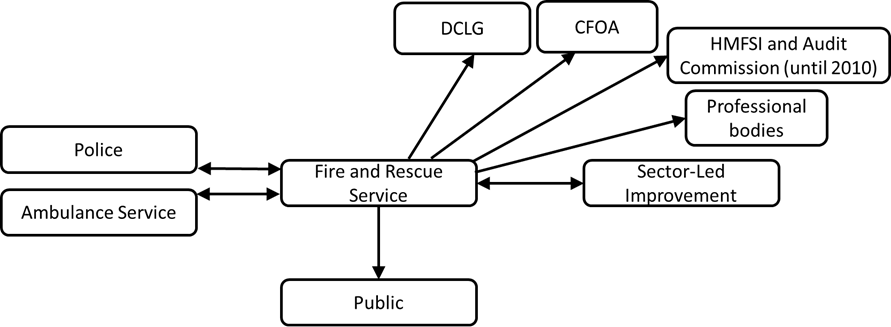 DCLG
CFOA
HMFSI and Audit
Commission (until 2010)
Professional
bodies
Police
Fire and Rescue
Service
Sector-Led
Improvement
Ambulance Service
Public